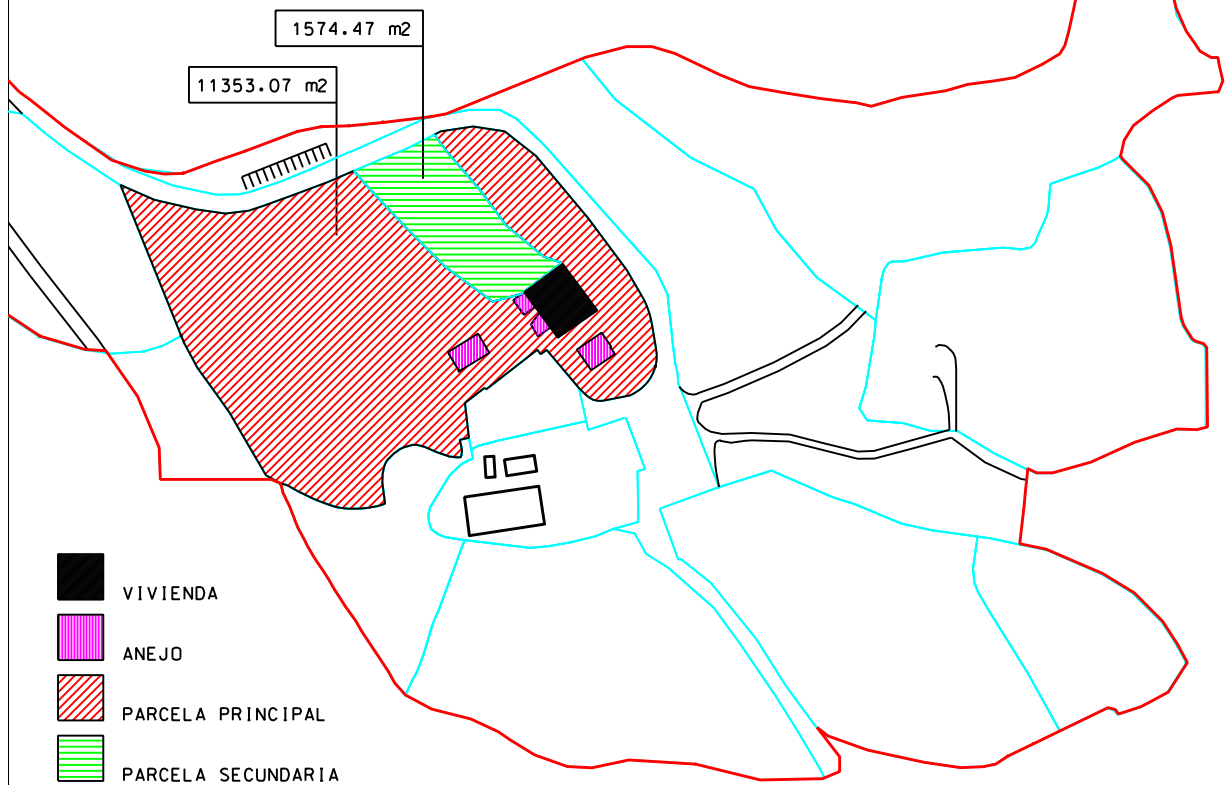 1574.47 m2
11353.07 m2
VIVIENDA
ANEJO
PARCELA PRINCIPAL
PARCELA SECUNDARIA